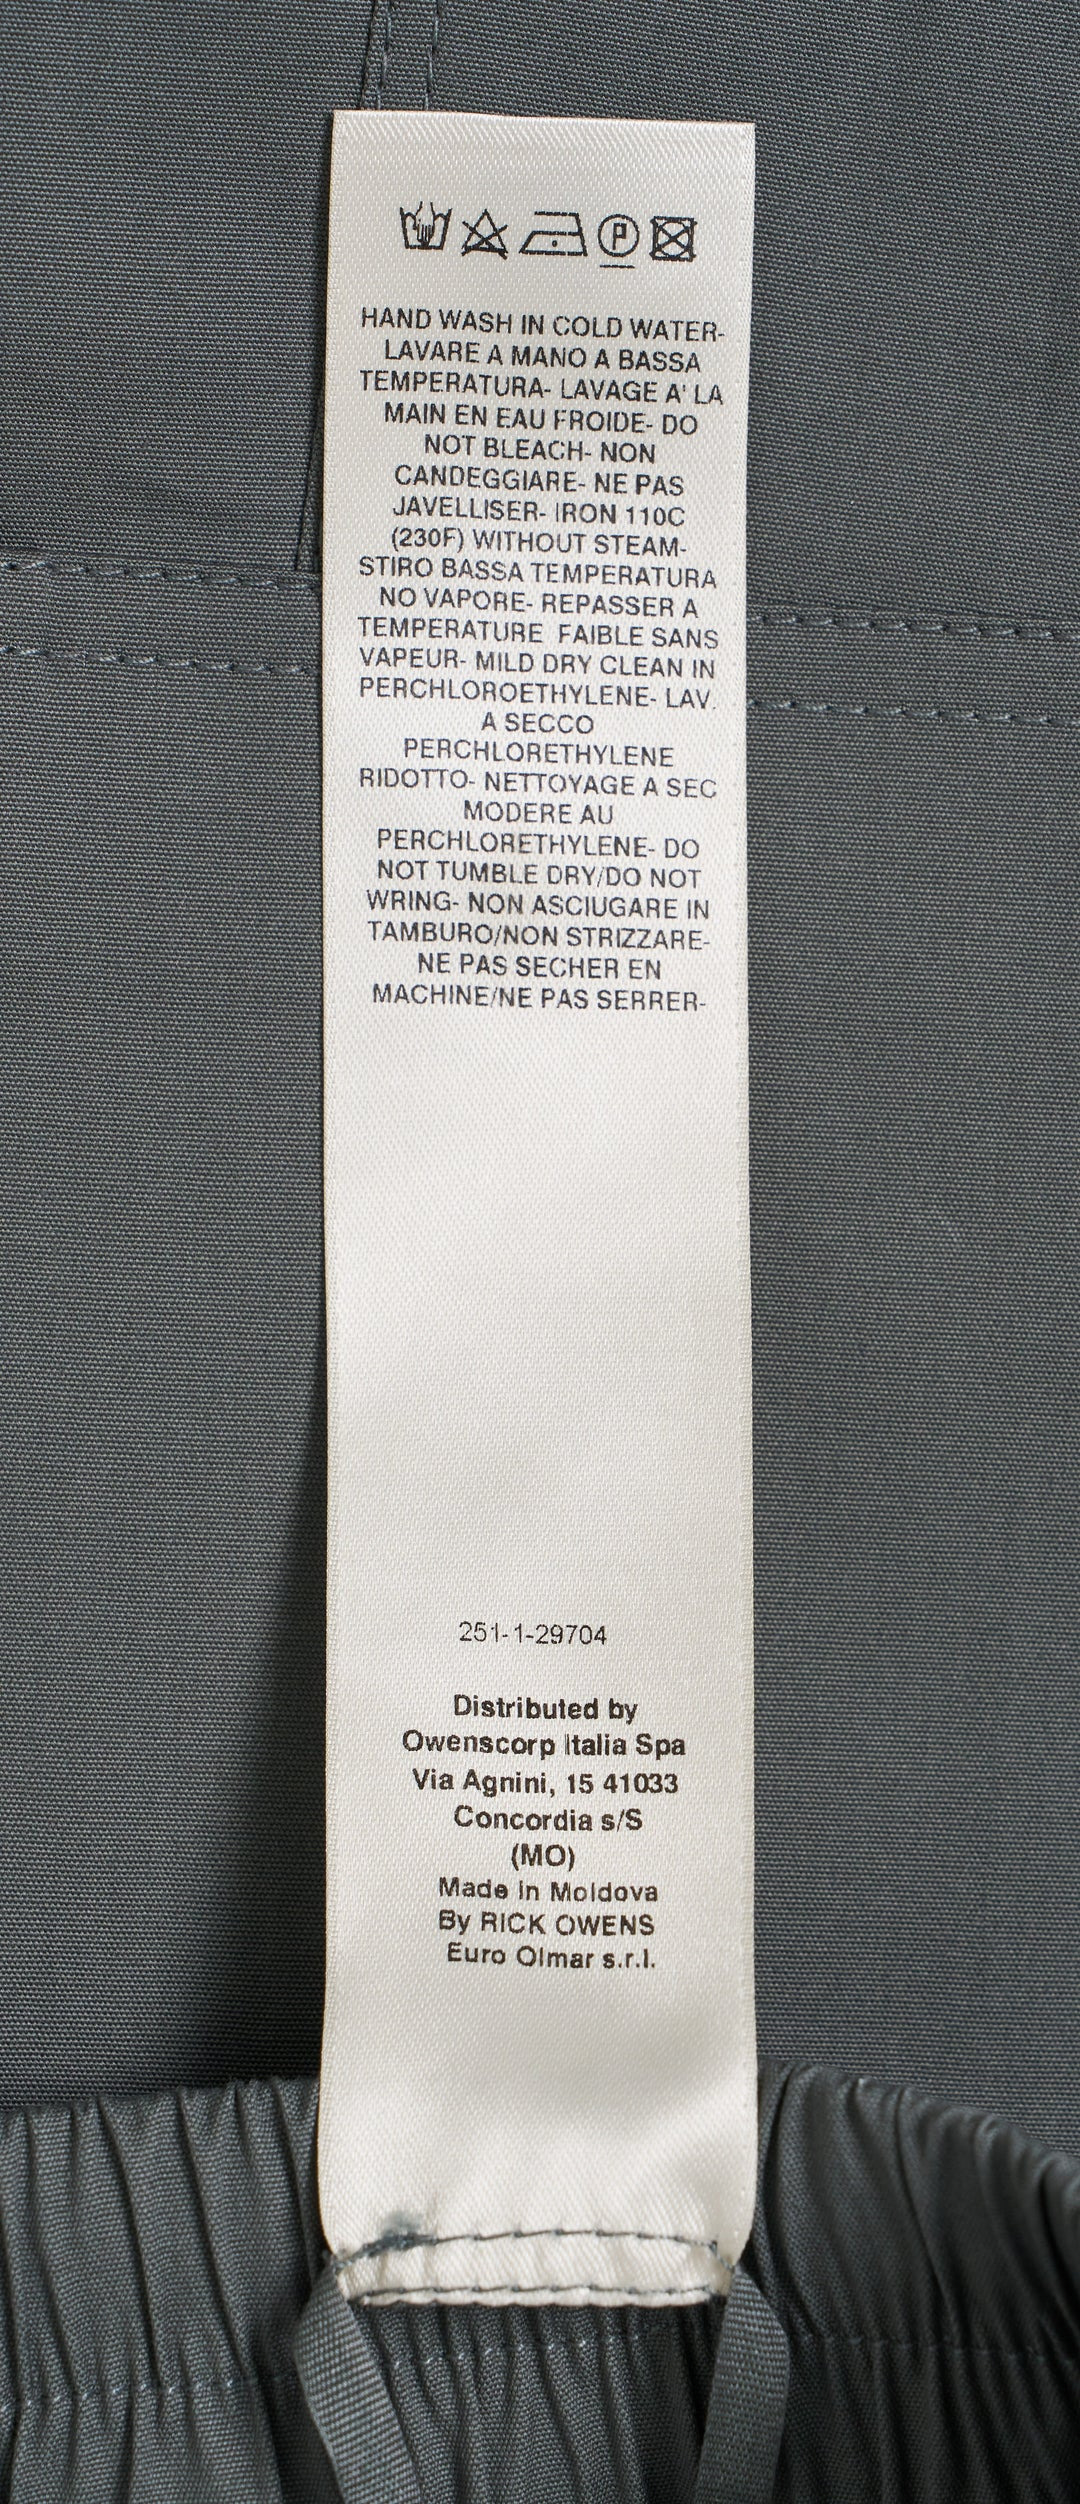 P
HAND WASH IN COLD WATER-
LAVARE A MANO A BASSA
TEMPERATURA- LAVAGE A' LA
MAIN EN EAU FROIDE- DO
NOT BLEACH- NON
CANDEGGIARE- NE PAS
JAVELLISER- IRON 110C
(230F) WITHOUT STEAM-
STIRO BASSA TEMPERATURA
NO VAPORE- REPASSER A
TEMPERATURE FAIBLE SANS
VAPEUR- MILD DRY CLEAN IN
PERCHLOROETHYLENE- LAV.
A SECCO
PERCHLORETHYLENE
RIDOTTO- NETTOYAGE A SEC
MODERE AU
PERCHLORETHYLENE- DO
NOT TUMBLE DRY/DO NOT
WRING- NON ASCIUGARE IN
TAMBURO/NON STRIZZARE-
NE PAS SECHER EN
MACHINE/NE PAS SERRER-
251-1-29704
Distributed by
Owenscorp Italia Spa
Via Agnini, 15 41033
Concordia s/S
(MO)
Made in Moldova
By RICK OWENS
Euro Olmar s.r.l.